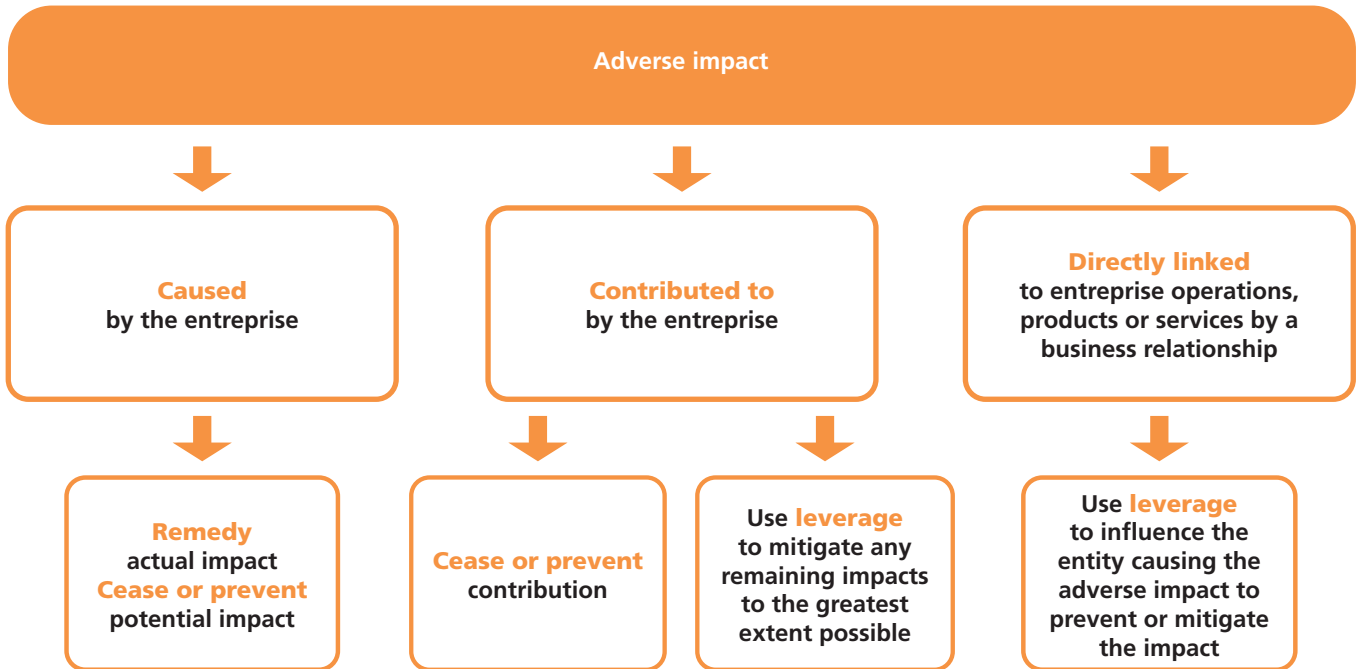 Adverse impact
Caused
by the entreprise
Contributed to
by the entreprise
Directly linked
to entreprise operations,
products or services by a
business relationship
Remedy
actual impact
Cease or prevent
potential impact
Cease or prevent
contribution
Use leverage
to mitigate any
remaining impacts
to the greatest
extent possible
Use leverage
to influence the
entity causing the
adverse impact to
prevent or mitigate
the impact